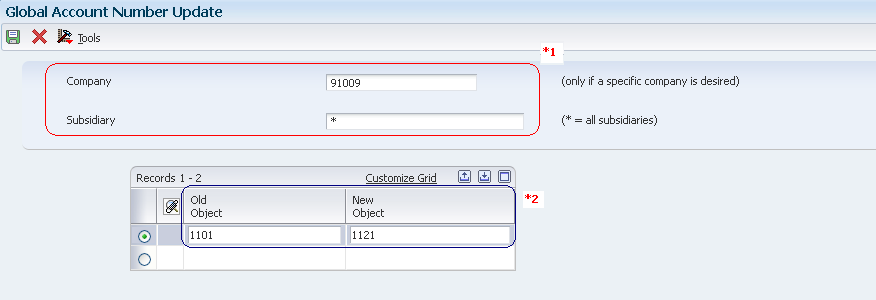 Global Account Number Update
Tools
*1
Company 91009 (only if a specific company is desired)
Subsidiary * (* = all subsidiaries)
Records 1 - 2 Customize Grid
*2
Old Object New Object
1101 1121